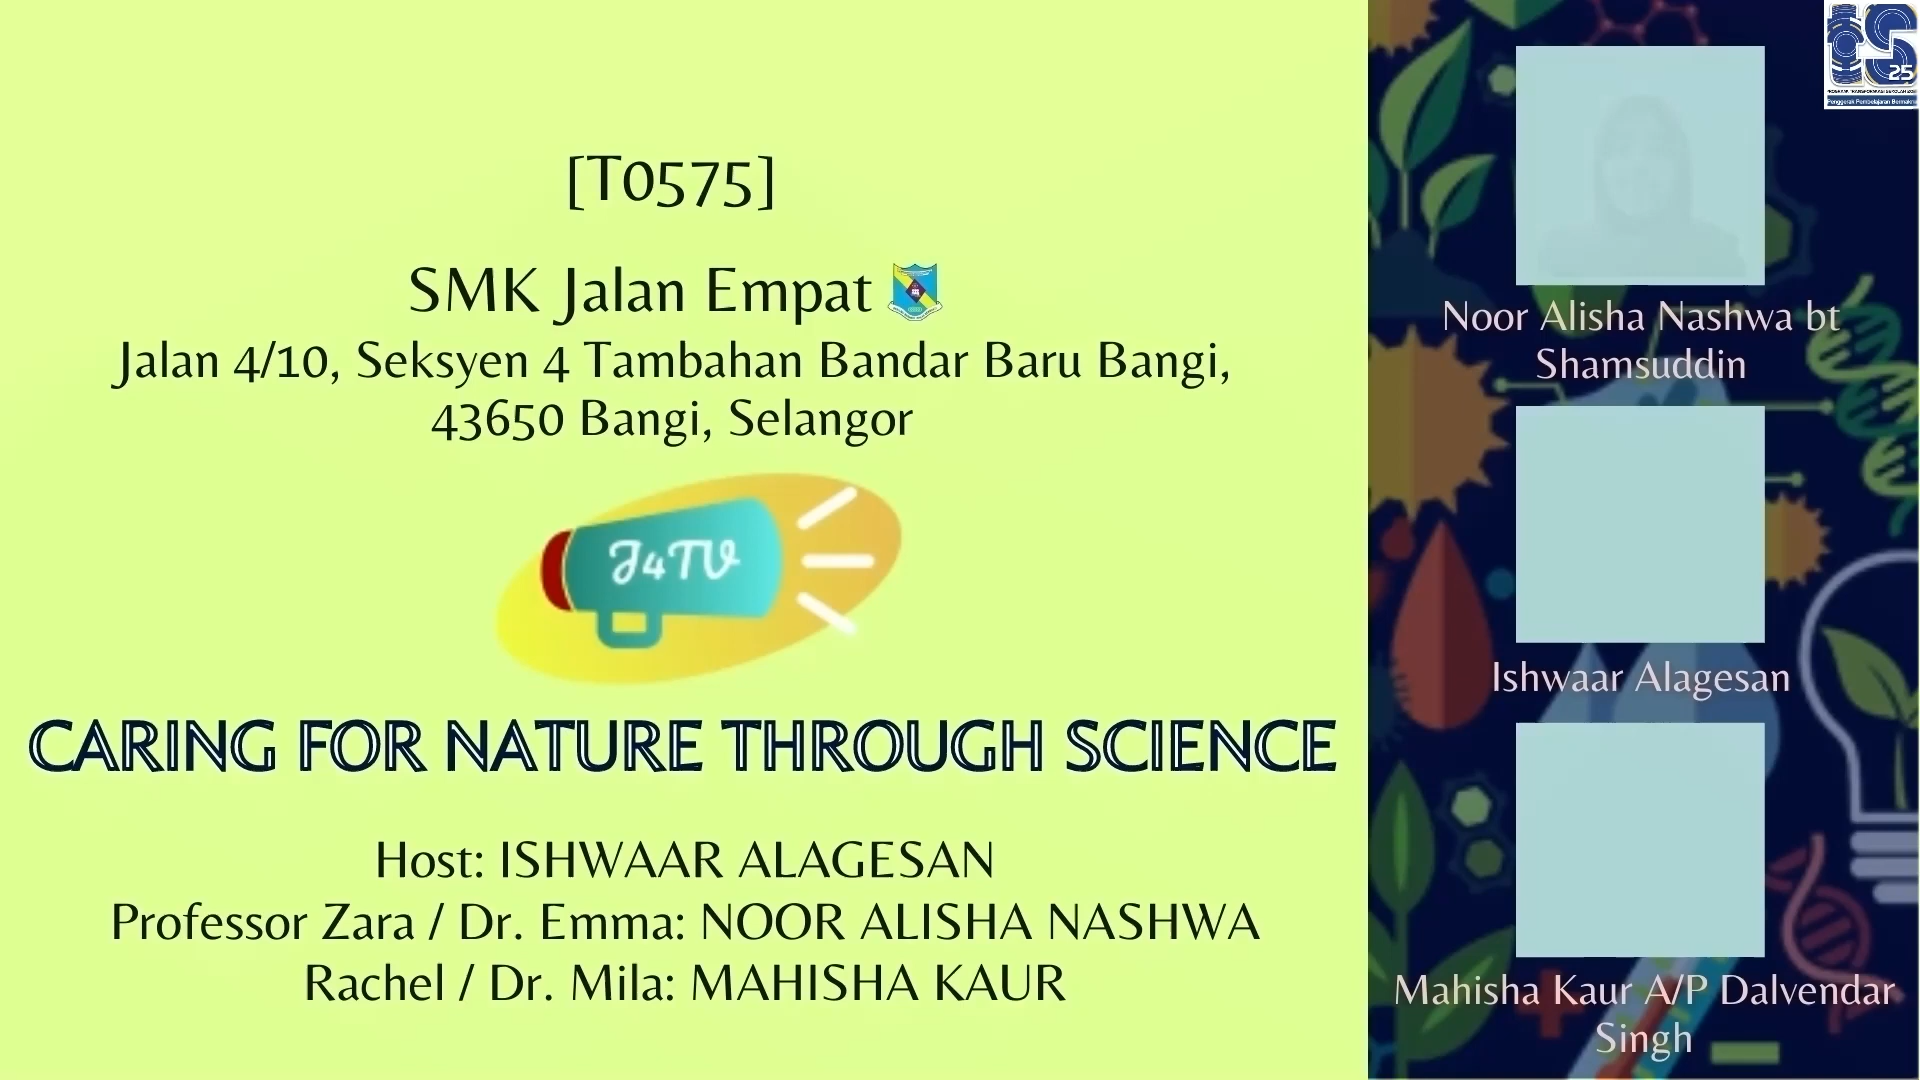 [T0575]
SMK Jalan Empat
Jalan 4/10, Seksyen 4 Tambahan Bandar Baru Bangi,
43650 Bangi, Selangor
J4TV
CARING FOR NATURE THROUGH SCIENCE
Host: ISHWAAR ALAGESAN
Professor Zara / Dr. Emma: NOOR ALISHA NASHWA
Rachel / Dr. Mila: MAHISHA KAUR
25
Noor Alisha Nashwa bt
Shamsuddin
Ishwaar Alagesan
Mahisha Kaur A/P Dalvendar
Singh